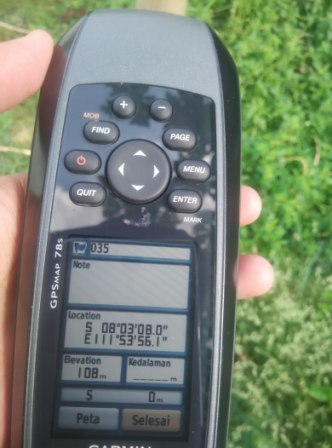 + −
MOB
FIND PAGE
MENU
QUIT ENTER
MARK
GPSMAP 78s
035
Note
Location
S 08°03'08.0"
E111°53'56.1"
Elevation Kedalaman
108m _____m
S 0m
Peta Selesai
GARMIN